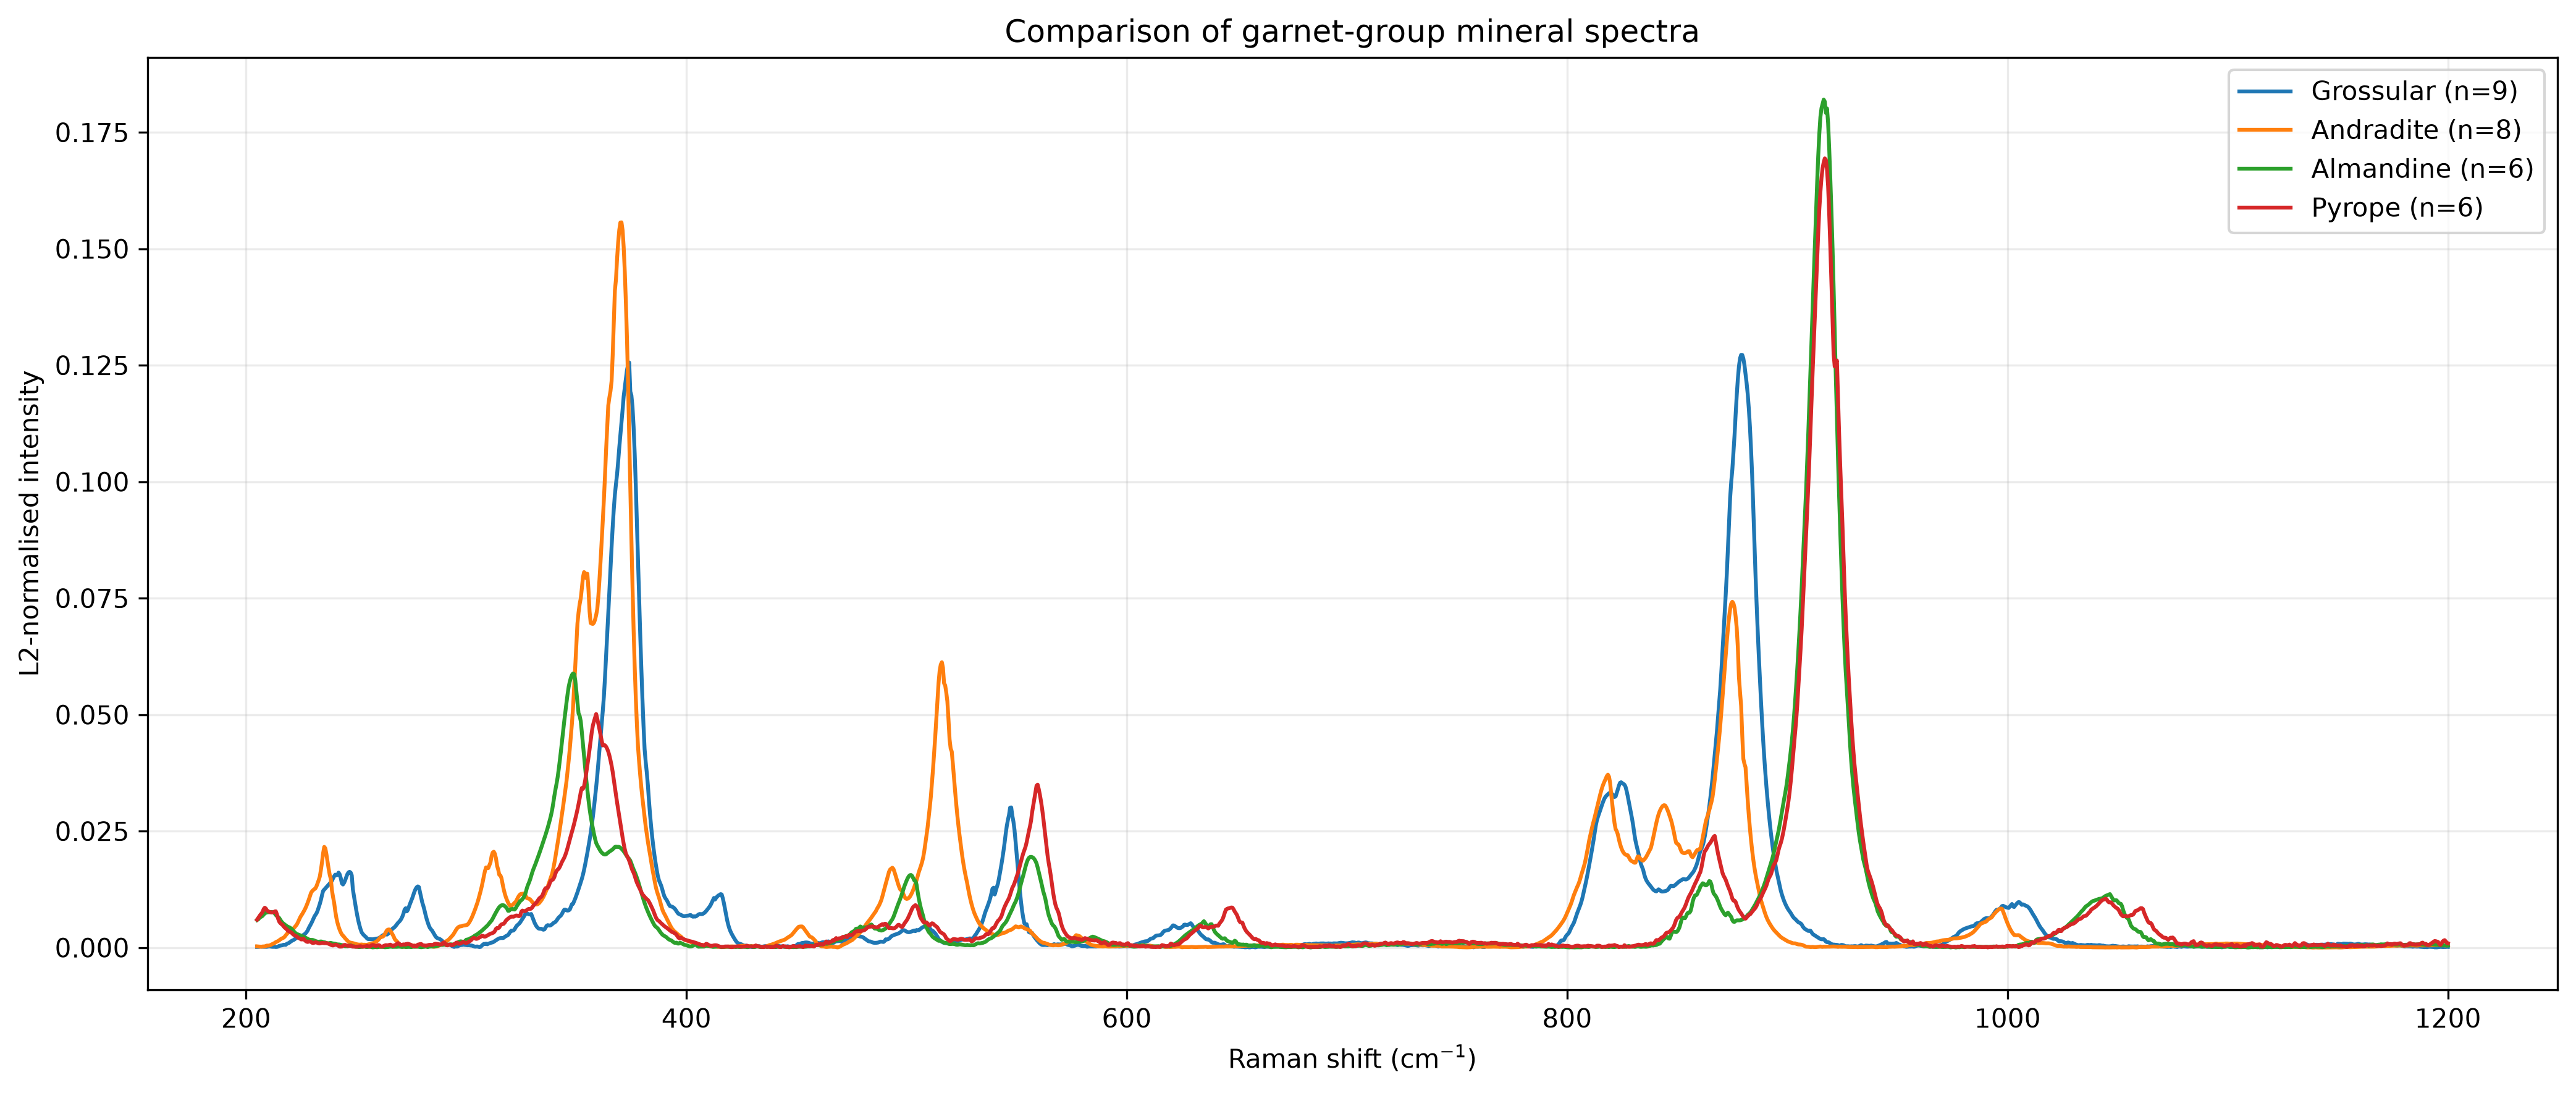 Comparison of garnet-group mineral spectra
Grossular (n=9)
Andradite (n=8)
Almandine (n=6)
Pyrope (n=6)
L2-normalised intensity
0.175
0.150
0.125
0.100
0.075
0.050
0.025
0.000
200 400 600 800 1000 1200
Raman shift (cm⁻¹)